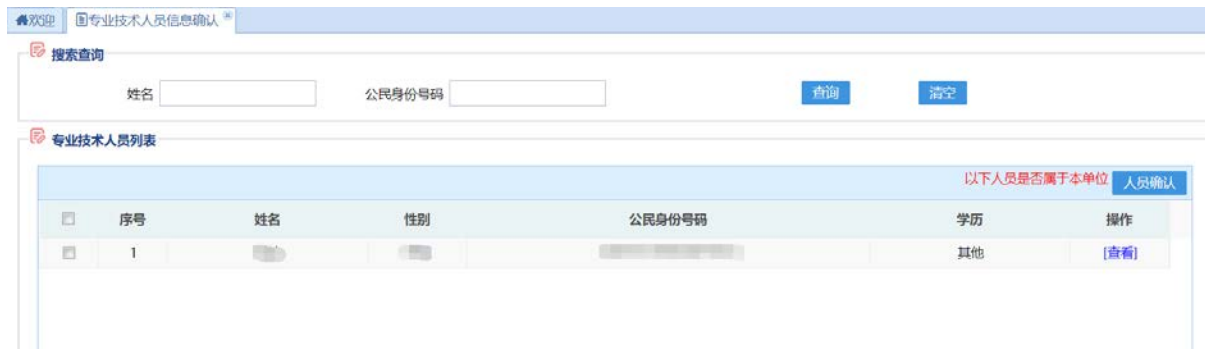 欢迎 专业技术人员信息确认
搜索查询
姓名 公民身份号码 查询 清空
专业技术人员列表
以下人员是否属于本单位 人员确认
序号 姓名 性别 公民身份号码 学历 操作
1 其他 [查看]